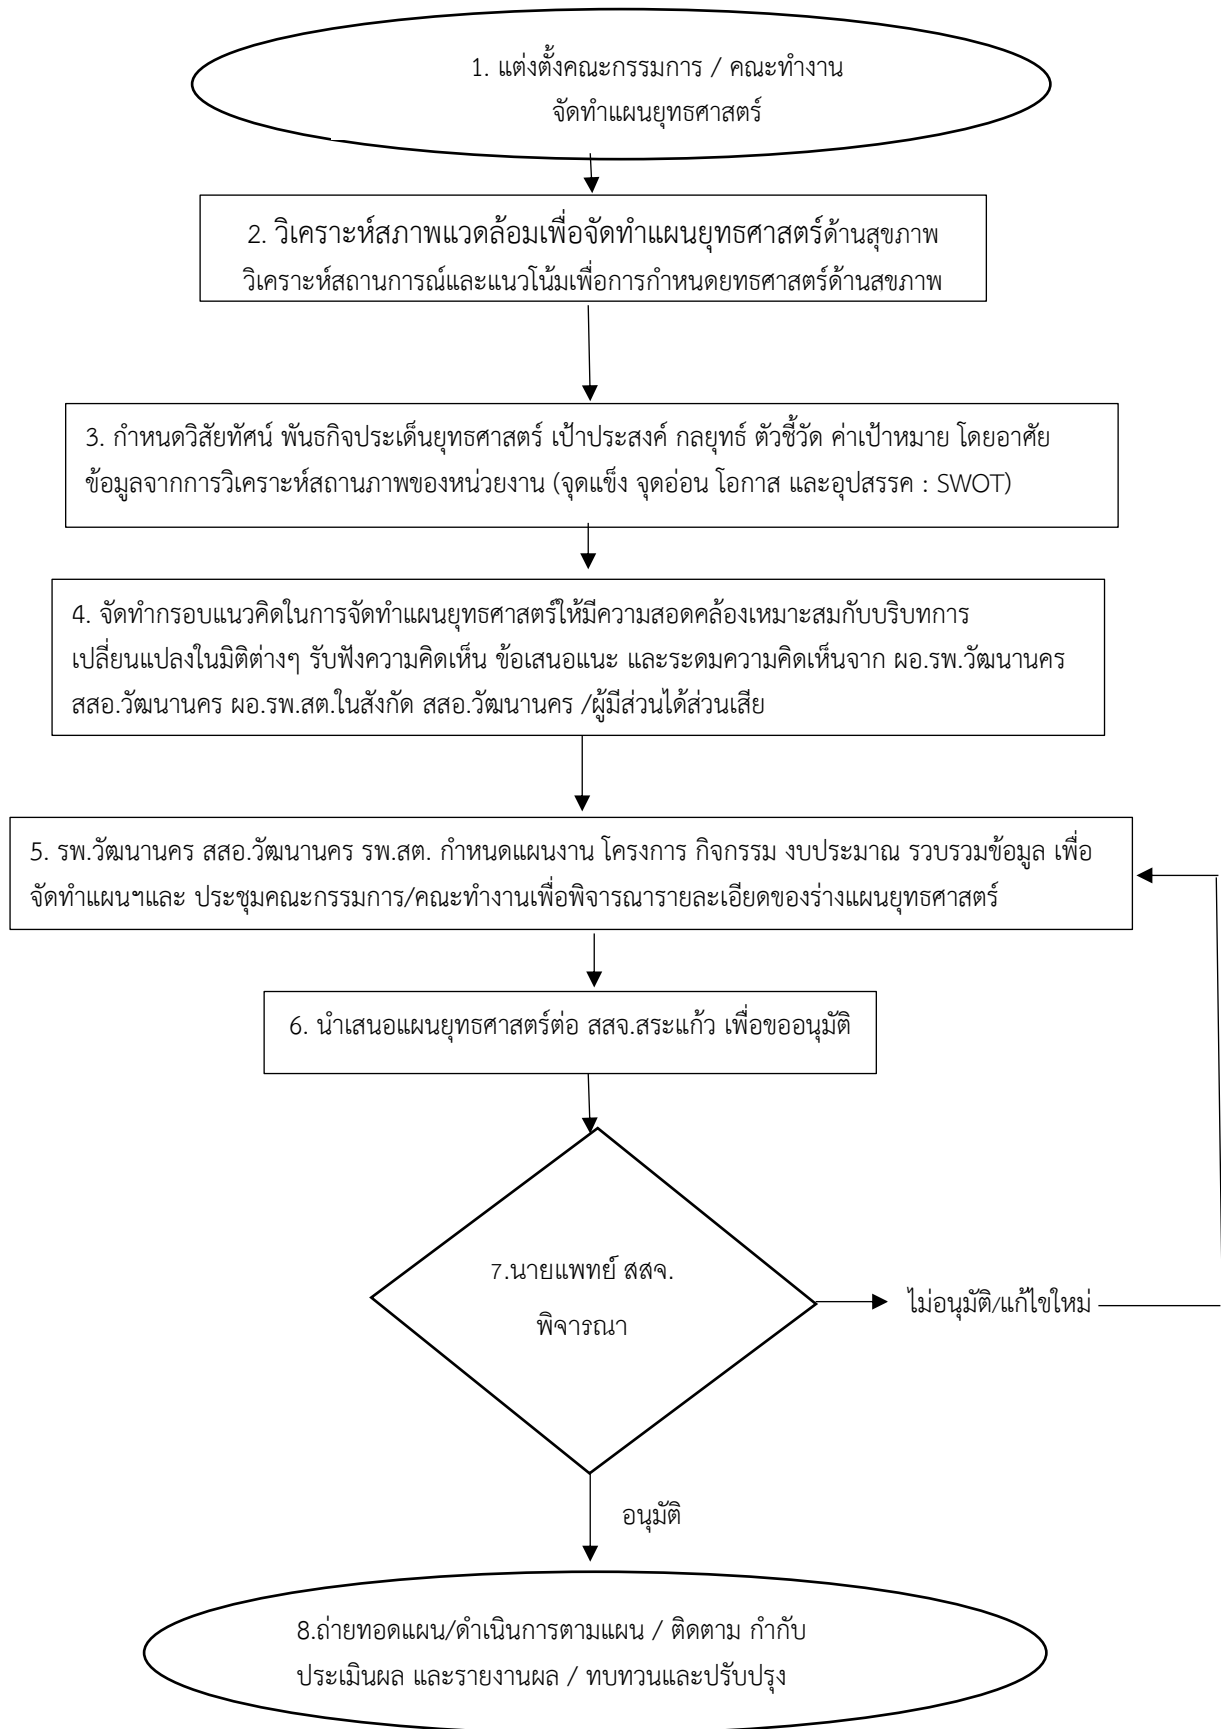 1. แต่งตั้งคณะกรรมการ / คณะทำงาน
จัดทำแผนยุทธศาสตร์
2. วิเคราะห์สภาพแวดล้อมเพื่อจัดทำแผนยุทธศาสตร์ด้านสุขภาพ
วิเคราะห์สถานการณ์และแนวโน้มเพื่อการกำหนดยุทธศาสตร์ด้านสุขภาพ
3. กำหนดวิสัยทัศน์ พันธกิจประเด็นยุทธศาสตร์ เป้าประสงค์ กลยุทธ์ ตัวชี้วัด ค่าเป้าหมาย โดยอาศัย
ข้อมูลจากการวิเคราะห์สถานภาพของหน่วยงาน (จุดแข็ง จุดอ่อน โอกาส และอุปสรรค : SWOT)
4. จัดทำกรอบแนวคิดในการจัดทำแผนยุทธศาสตร์ให้มีความสอดคล้องเหมาะสมกับบริบทการ
เปลี่ยนแปลงในมิติต่างๆ รับฟังความคิดเห็น ข้อเสนอแนะ และระดมความคิดเห็นจาก ผอ.รพ.วัฒนานคร
สสอ.วัฒนานคร ผอ.รพ.สต.ในสังกัด สสอ.วัฒนานคร /ผู้มีส่วนได้ส่วนเสีย
5. รพ.วัฒนานคร สสอ.วัฒนานคร รพ.สต. กำหนดแผนงาน โครงการ กิจกรรม งบประมาณ รวบรวมข้อมูล เพื่อ
จัดทำแผนฯและ ประชุมคณะกรรมการ/คณะทำงานเพื่อพิจารณารายละเอียดของร่างแผนยุทธศาสตร์
6. นำเสนอแผนยุทธศาสตร์ต่อ สสจ.สระแก้ว เพื่อขออนุมัติ
7.นายแพทย์ สสจ.
พิจารณา
ไม่อนุมัติ/แก้ไขใหม่
อนุมัติ
8.ถ่ายทอดแผน/ดำเนินการตามแผน / ติดตาม กำกับ
ประเมินผล และรายงานผล / ทบทวนและปรับปรุง